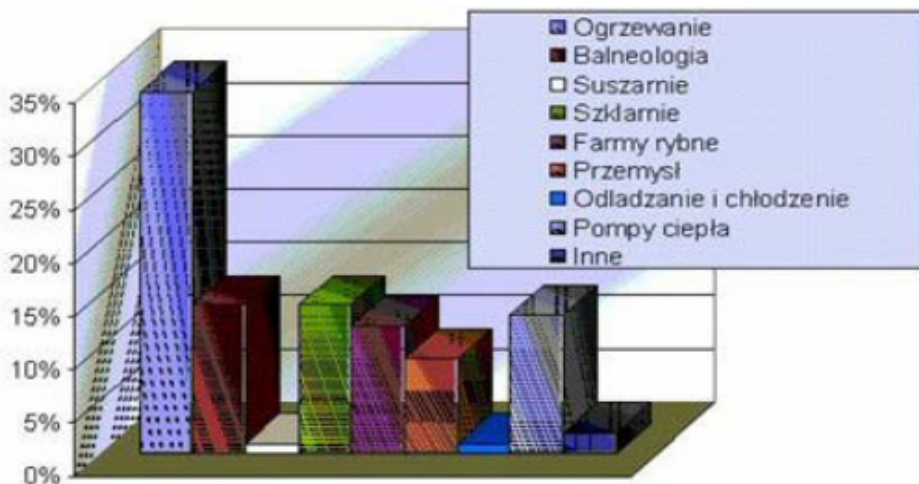 Ogrzewanie
Balneologia
Suszarnie
Szklarnie
Farmy rybne
Przemysł
Odladzanie i chłodzenie
Pompy ciepła
Inne
35%
30%
25%
20%
15%
10%
5%
0%